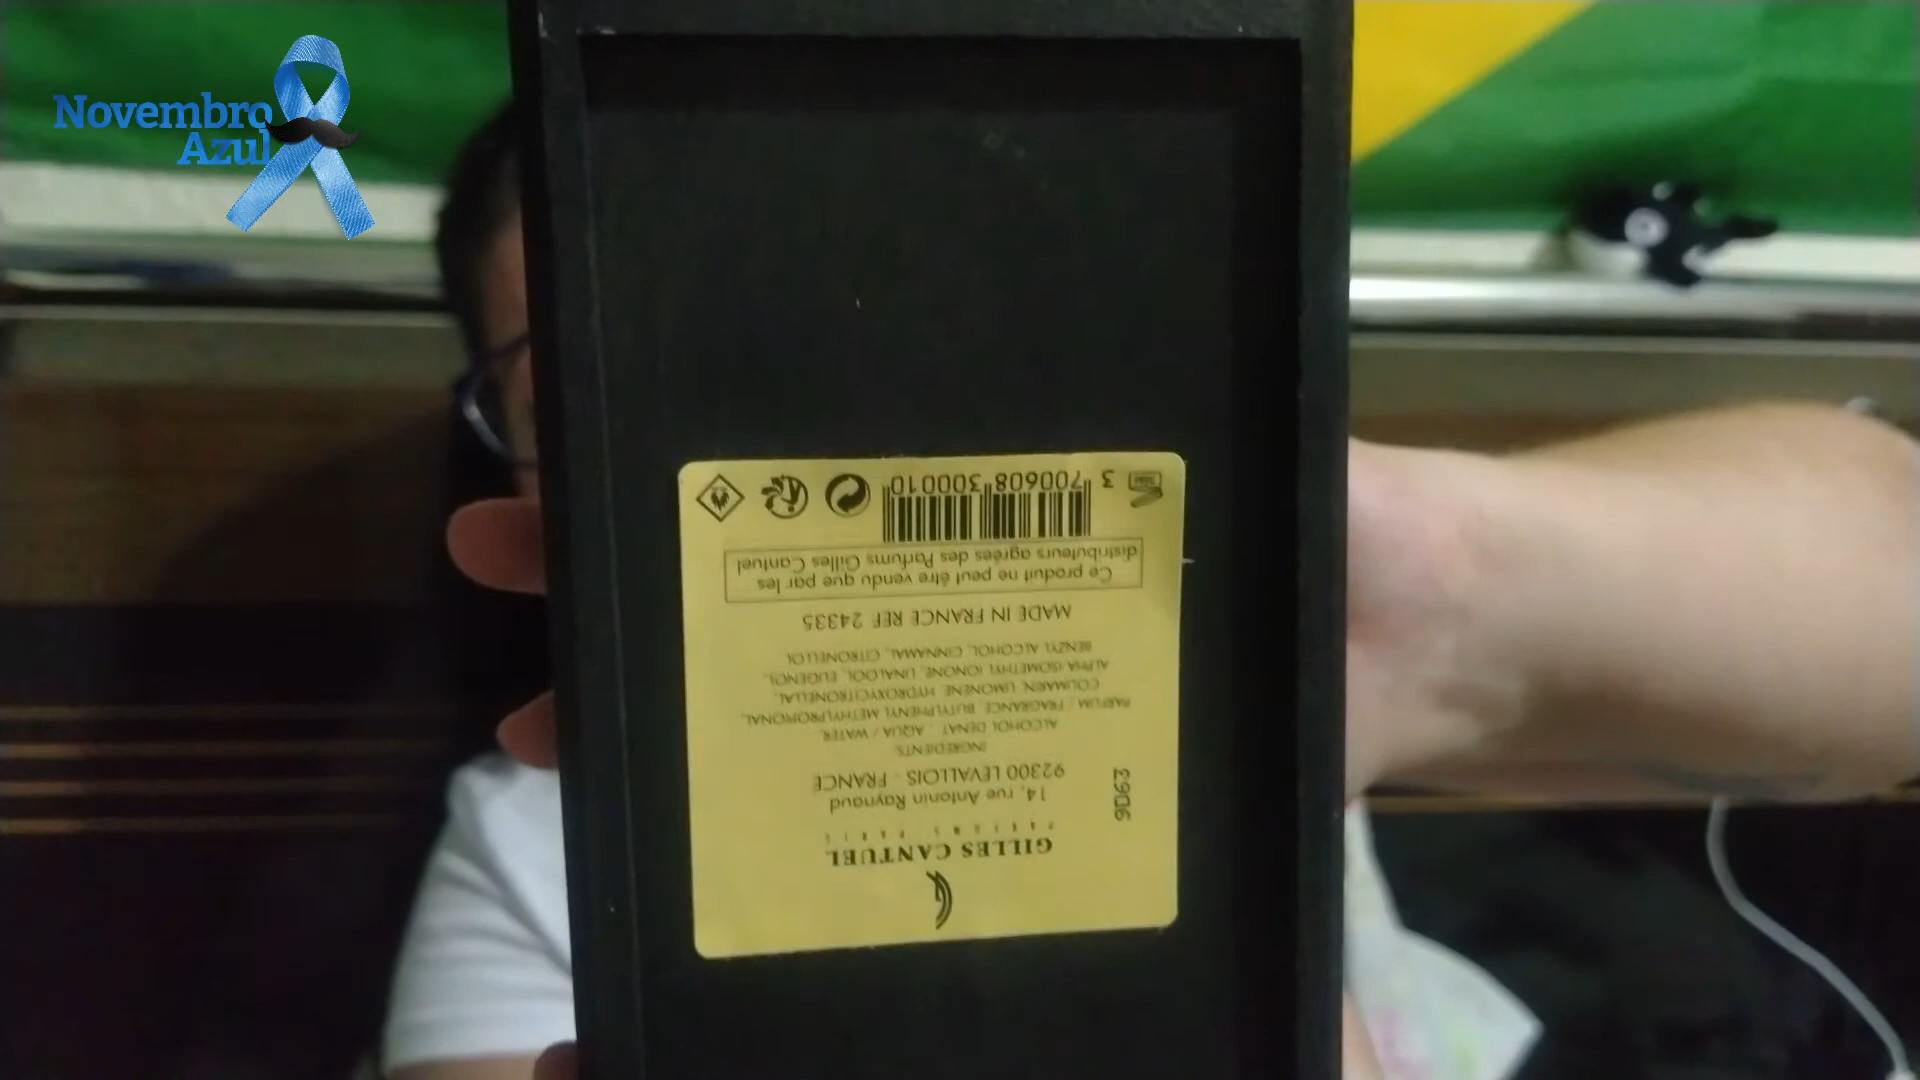 Novembro
Azul
GILLES CANTUEL
PARFUMS PARIS
14, rue Antonin Raynaud
92300 LEVALLOIS - FRANCE
9D63
INGREDIENTS
ALCOHOL DENAT. AQUA / WATER,
PARFUM / FRAGRANCE, BUTYLPHENYL METHYLPROPIONAL,
COUMARIN, LIMONENE, HYDROXYCITRONELLAL,
ALPHA ISOMETHYL IONONE, LINALOOL, EUGENOL,
BENZYL ALCOHOL, CINNAMAL, CITRONELLOL
MADE IN FRANCE REF 24335
Ce produit ne peut être vendu que par les
distributeurs agréés des Parfums Gilles Cantuel
3 700608 300010